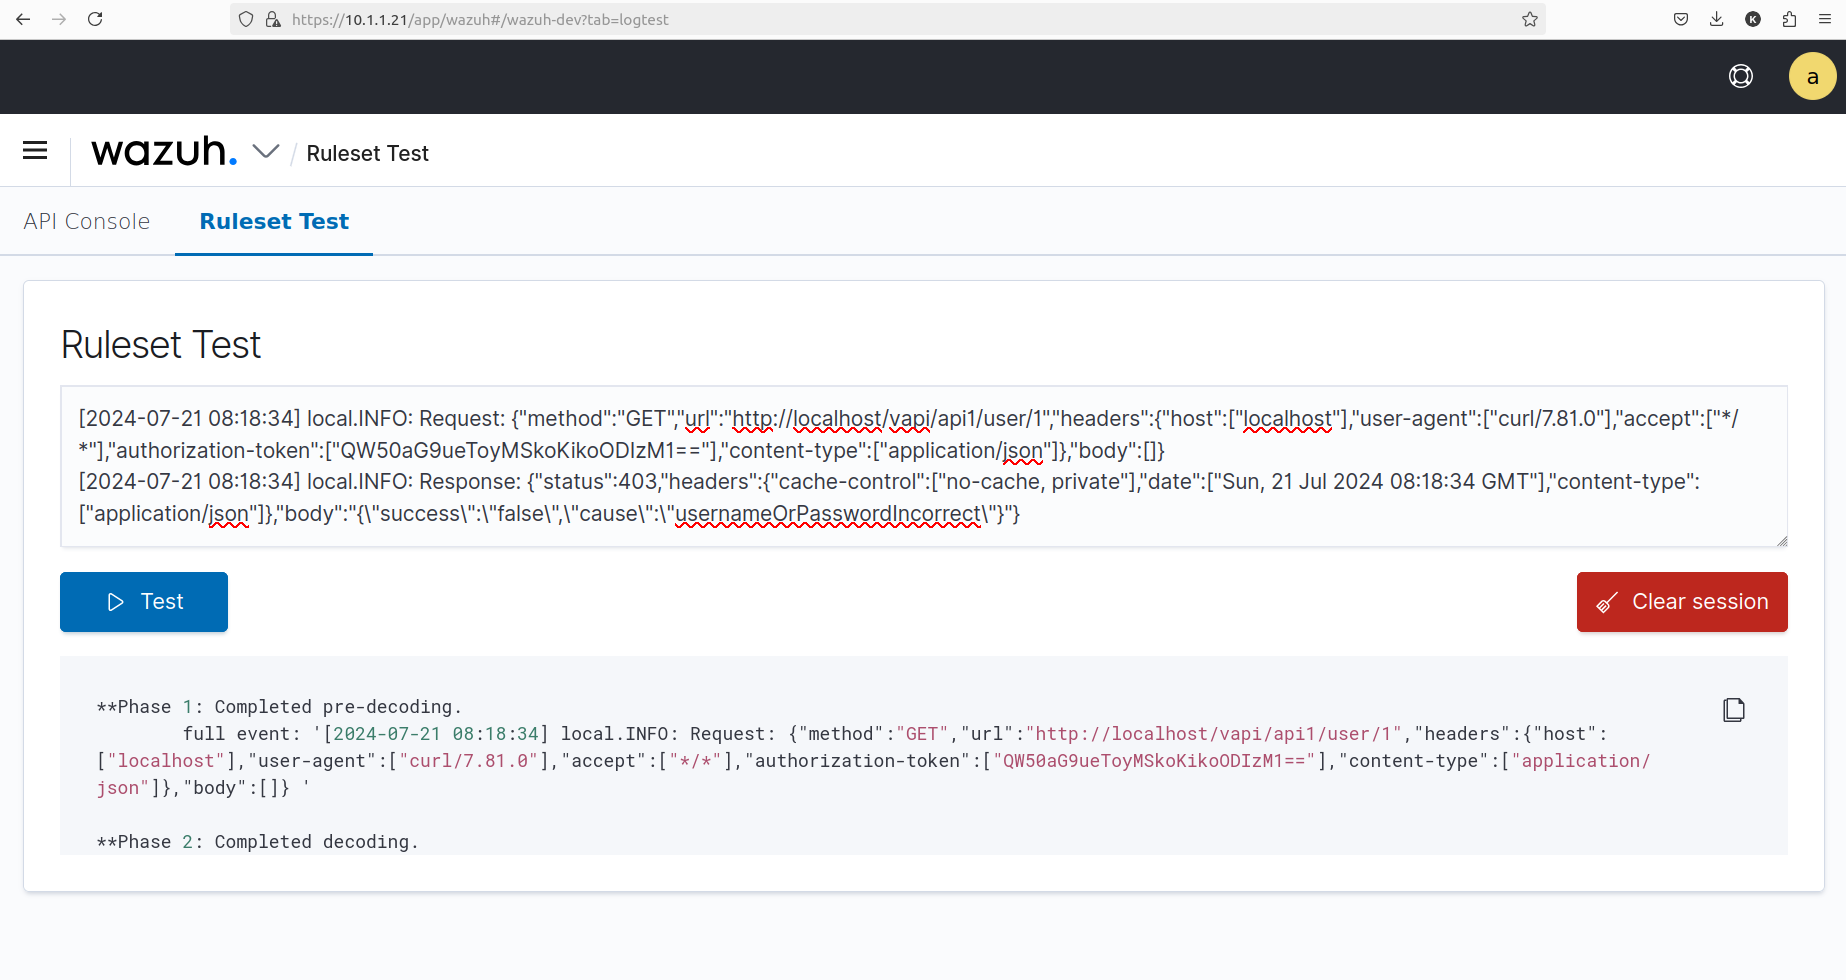 https://10.1.1.21/app/wazuh#/wazuh-dev?tab=logtest
K
a
wazuh. / Ruleset Test
API Console Ruleset Test
Ruleset Test
[2024-07-21 08:18:34] local.INFO: Request: {"method":"GET","url":"http://localhost/vapi/api1/user/1","headers":{"host":["localhost"],"user-agent":["curl/7.81.0"],"accept":["*/
*"],"authorization-token":["QW50aG9ueToyMSkoKikoODIzM1=="],"content-type":["application/json"]},"body":[]}
[2024-07-21 08:18:34] local.INFO: Response: {"status":403,"headers":{"cache-control":["no-cache, private"],"date":["Sun, 21 Jul 2024 08:18:34 GMT"],"content-type":
["application/json"]},"body":"{\"success\":\"false\",\"cause\":\"usernameOrPasswordIncorrect\"}"}
Test Clear session
**Phase 1: Completed pre-decoding.
full event: '[2024-07-21 08:18:34] local.INFO: Request: {"method":"GET","url":"http://localhost/vapi/api1/user/1","headers":{"host":
["localhost"],"user-agent":["curl/7.81.0"],"accept":["*/*"],"authorization-token":["QW50aG9ueToyMSkoKikoODIzM1=="],"content-type":["application/
json"]},"body":[]} '
**Phase 2: Completed decoding.